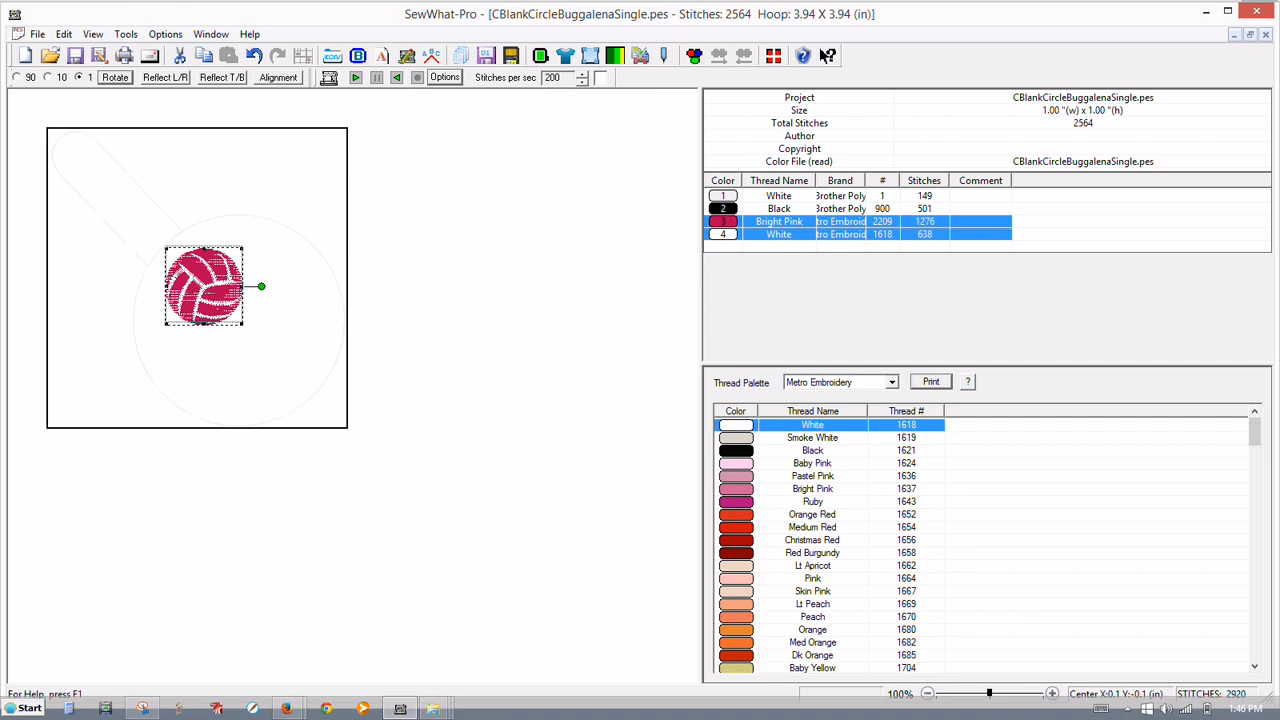 SewWhat-Pro - [CBlankCircleBuggalenaSingle.pes - Stitches: 2564 Hoop: 3.94 X 3.94 (in)]
File Edit View Tools Options Window Help
90 10 1 Rotate Reflect L/R Reflect T/B Alignment Options Stitches per sec 200
Project CBlankCircleBuggalenaSingle.pes
Size 1.00 "(w) x 1.00 "(h)
Total Stitches 2564
Author
Copyright
Color File (read) CBlankCircleBuggalenaSingle.pes
Color Thread Name Brand # Stitches Comment
1 White Brother Poly 1 149
2 Black Brother Poly 900 501
3 Bright Pink tro Embroid 2209 1276
4 White tro Embroid 1618 638
Thread Palette Metro Embroidery Print ?
Color Thread Name Thread #
White 1618
Smoke White 1619
Black 1621
Baby Pink 1624
Pastel Pink 1636
Bright Pink 1637
Ruby 1643
Orange Red 1652
Medium Red 1654
Christmas Red 1656
Red Burgundy 1658
Lt Apricot 1662
Pink 1664
Skin Pink 1667
Lt Peach 1669
Peach 1670
Orange 1680
Med Orange 1682
Dk Orange 1685
Baby Yellow 1704
For Help, press F1 100% Center X:0.1 Y:-0.1 (in) STITCHES: 2920
Start 1:46 PM